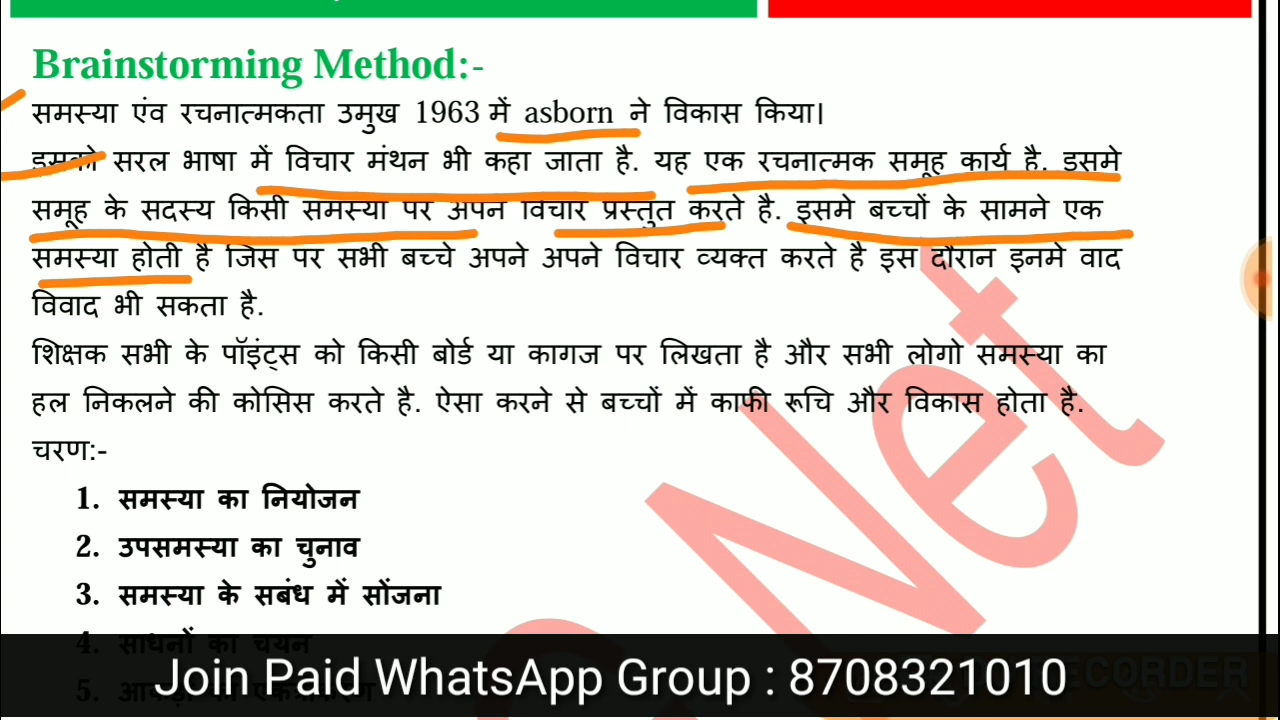 Brainstorming Method:-
समस्या एंव रचनात्मकता उमुख 1963 में asborn ने विकास किया।
इसको सरल भाषा में विचार मंथन भी कहा जाता है. यह एक रचनात्मक समूह कार्य है. इसमे
समूह के सदस्य किसी समस्या पर अपन विचार प्रस्तुत करते है. इसमे बच्चों के सामने एक
समस्या होती है जिस पर सभी बच्चे अपने अपने विचार व्यक्त करते है इस दौरान इनमे वाद
विवाद भी सकता है.
शिक्षक सभी के पॉइंट्स को किसी बोर्ड या कागज पर लिखता है और सभी लोगो समस्या का
हल निकलने की कोसिस करते है. ऐसा करने से बच्चों में काफी रूचि और विकास होता है.
चरण:-
1. समस्या का नियोजन
2. उपसमस्या का चुनाव
3. समस्या के सबंध में सोंजना
4. साधनों का चयन
5.
Join Paid WhatsApp Group : 8708321010
Net